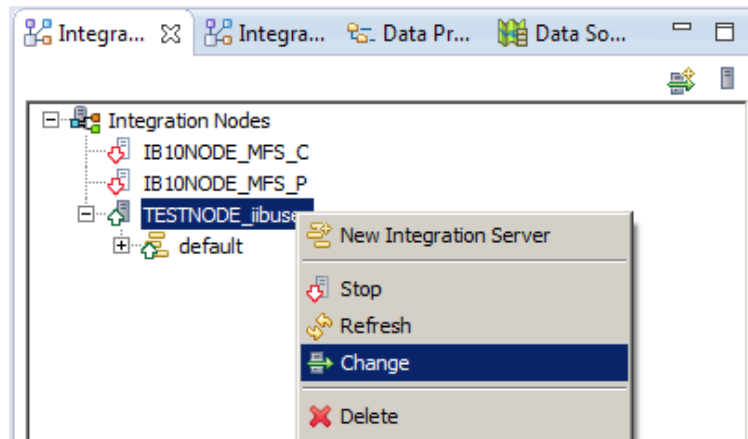 Integra... Integra... Data Pr... Data So...
Integration Nodes
IB10NODE_MFS_C
IB10NODE_MFS_P
TESTNODE_iibuse
default
New Integration Server
Stop
Refresh
Change
Delete